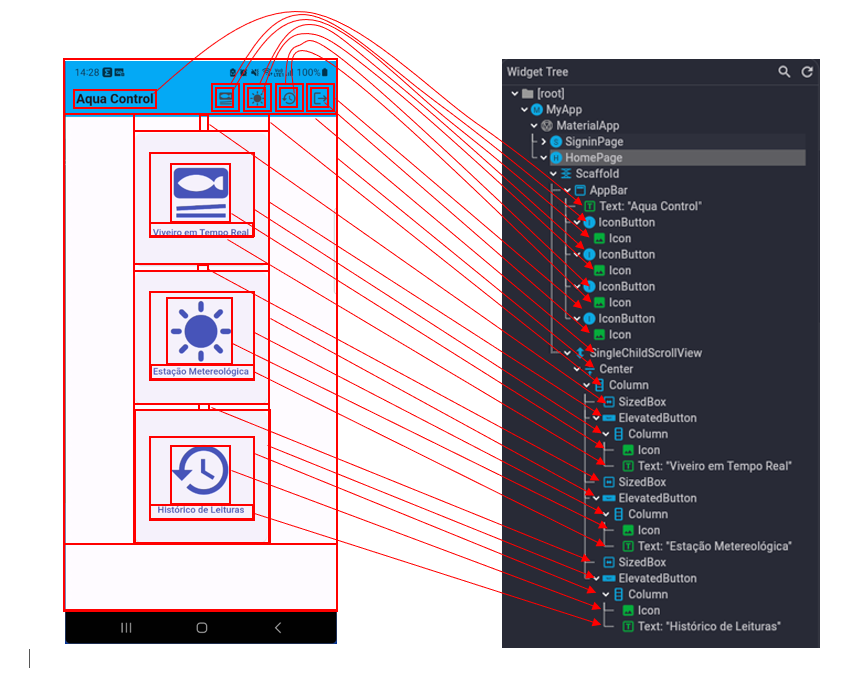 14:28
100%
Aqua Control
Viveiro em Tempo Real
Estação Metereológica
Histórico de Leituras
Widget Tree
[root]
MyApp
MaterialApp
SigninPage
HomePage
Scaffold
AppBar
Text: "Aqua Control"
IconButton
Icon
IconButton
Icon
IconButton
Icon
IconButton
Icon
SingleChildScrollView
Center
Column
SizedBox
ElevatedButton
Column
Icon
Text: "Viveiro em Tempo Real"
SizedBox
ElevatedButton
Column
Icon
Text: "Estação Metereológica"
SizedBox
ElevatedButton
Column
Icon
Text: "Histórico de Leituras"